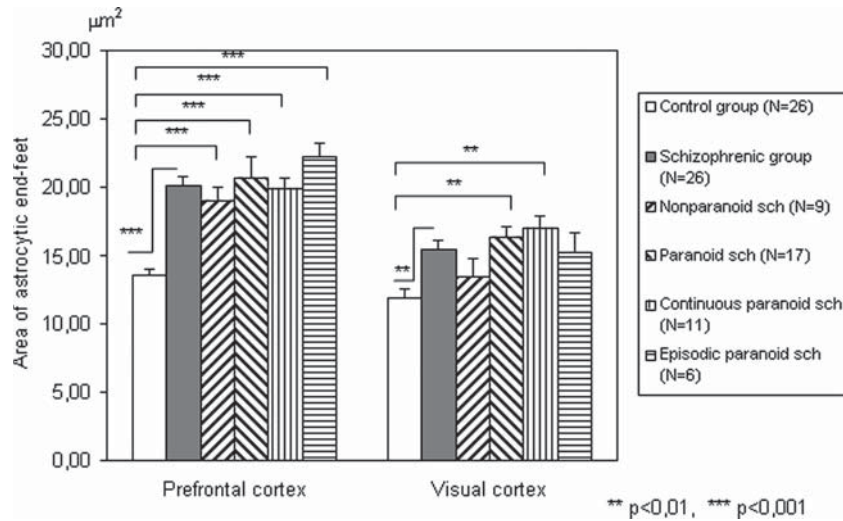 μm²
30,00
25,00
20,00
15,00
10,00
5,00
0,00
Area of astrocytic end-feet
***
***
***
***
***
**
**
**
Prefrontal cortex
Visual cortex
Control group (N=26)
Schizophrenic group
(N=26)
Nonparanoid sch (N=9)
Paranoid sch (N=17)
Continuous paranoid sch
(N=11)
Episodic paranoid sch
(N=6)
** p<0,01, *** p<0,001